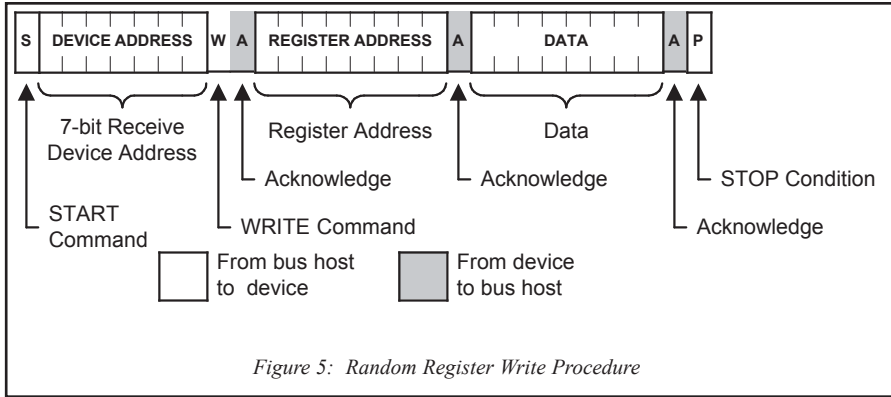 S DEVICE ADDRESS W A REGISTER ADDRESS A DATA A P
7-bit Receive
Device Address
Register Address
Data
Acknowledge
Acknowledge
STOP Condition
START
Command
WRITE Command
Acknowledge
From bus host
to device
From device
to bus host
Figure 5: Random Register Write Procedure